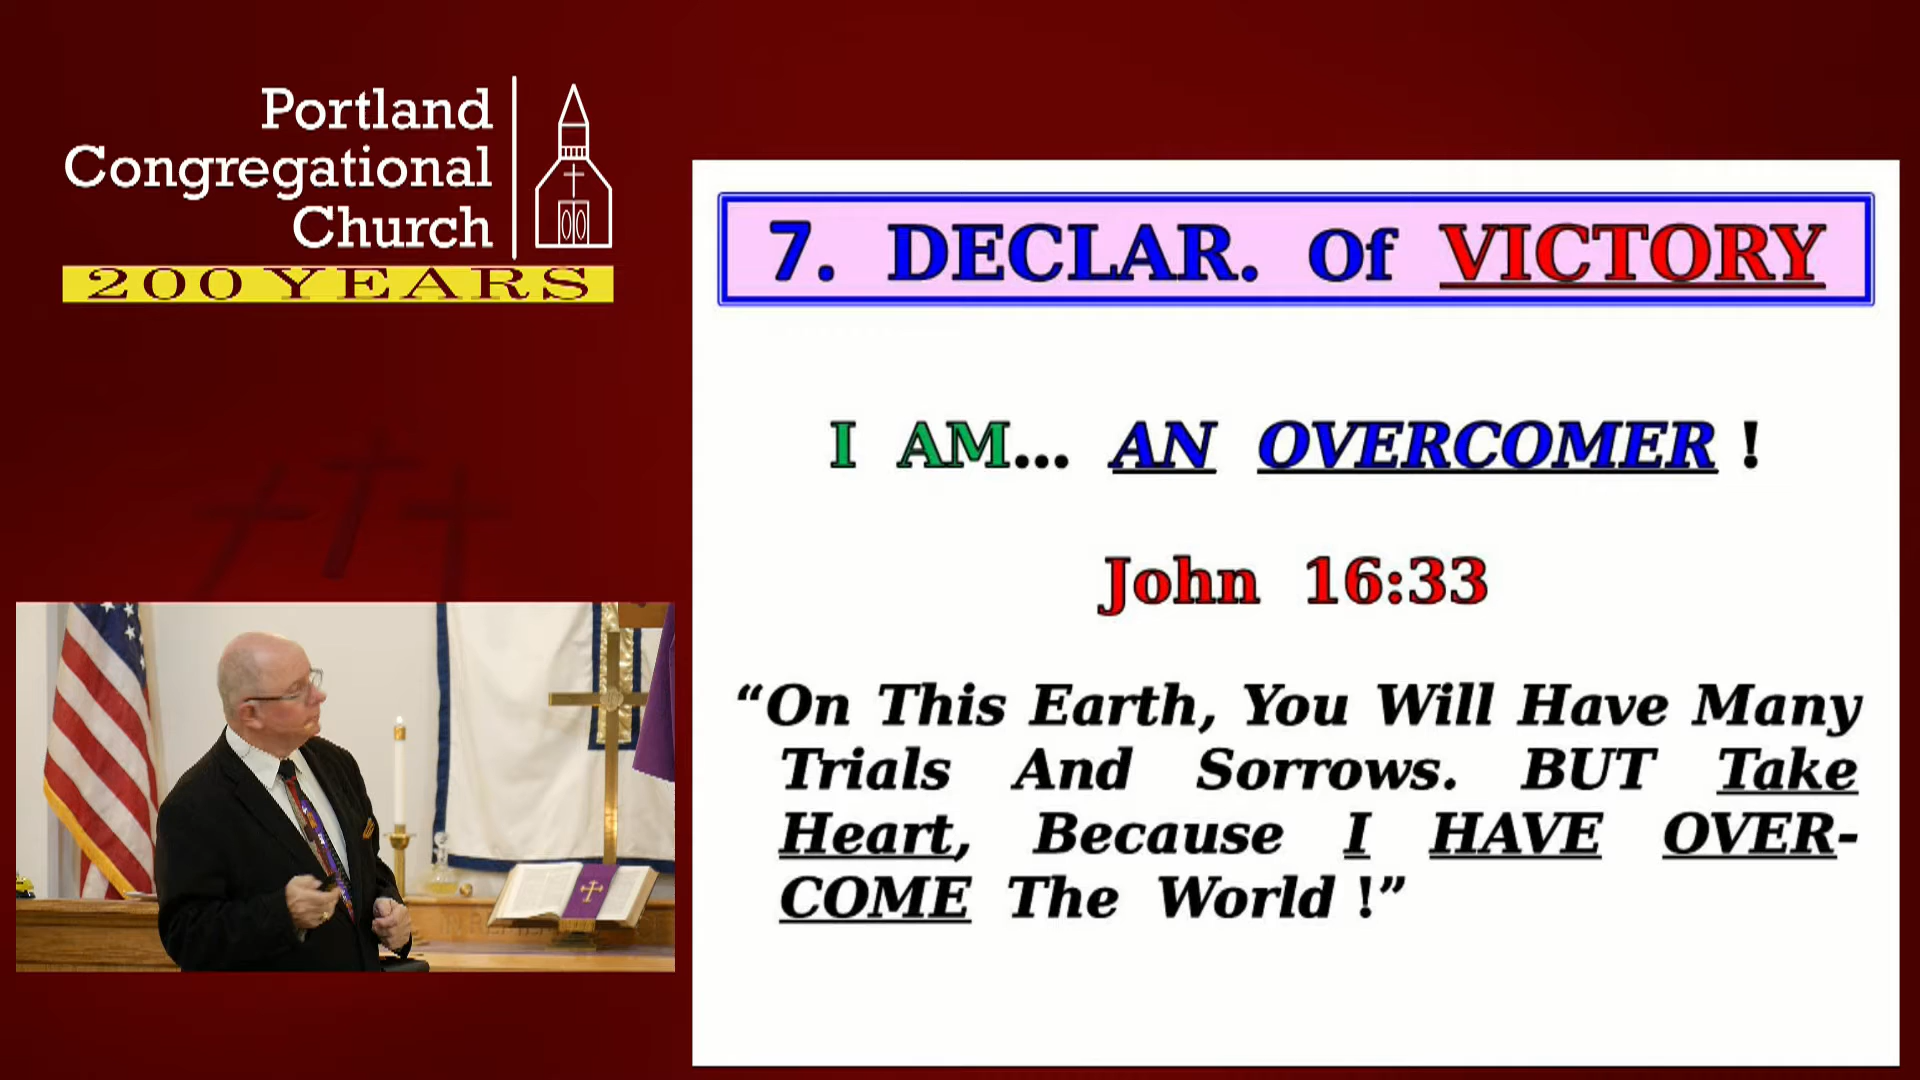 Portland
Congregational
Church
200 YEARS
7. DECLAR. Of VICTORY
I AM... AN OVERCOMER !
John 16:33
“On This Earth, You Will Have Many
Trials And Sorrows. BUT Take
Heart, Because I HAVE OVER-
COME The World !”